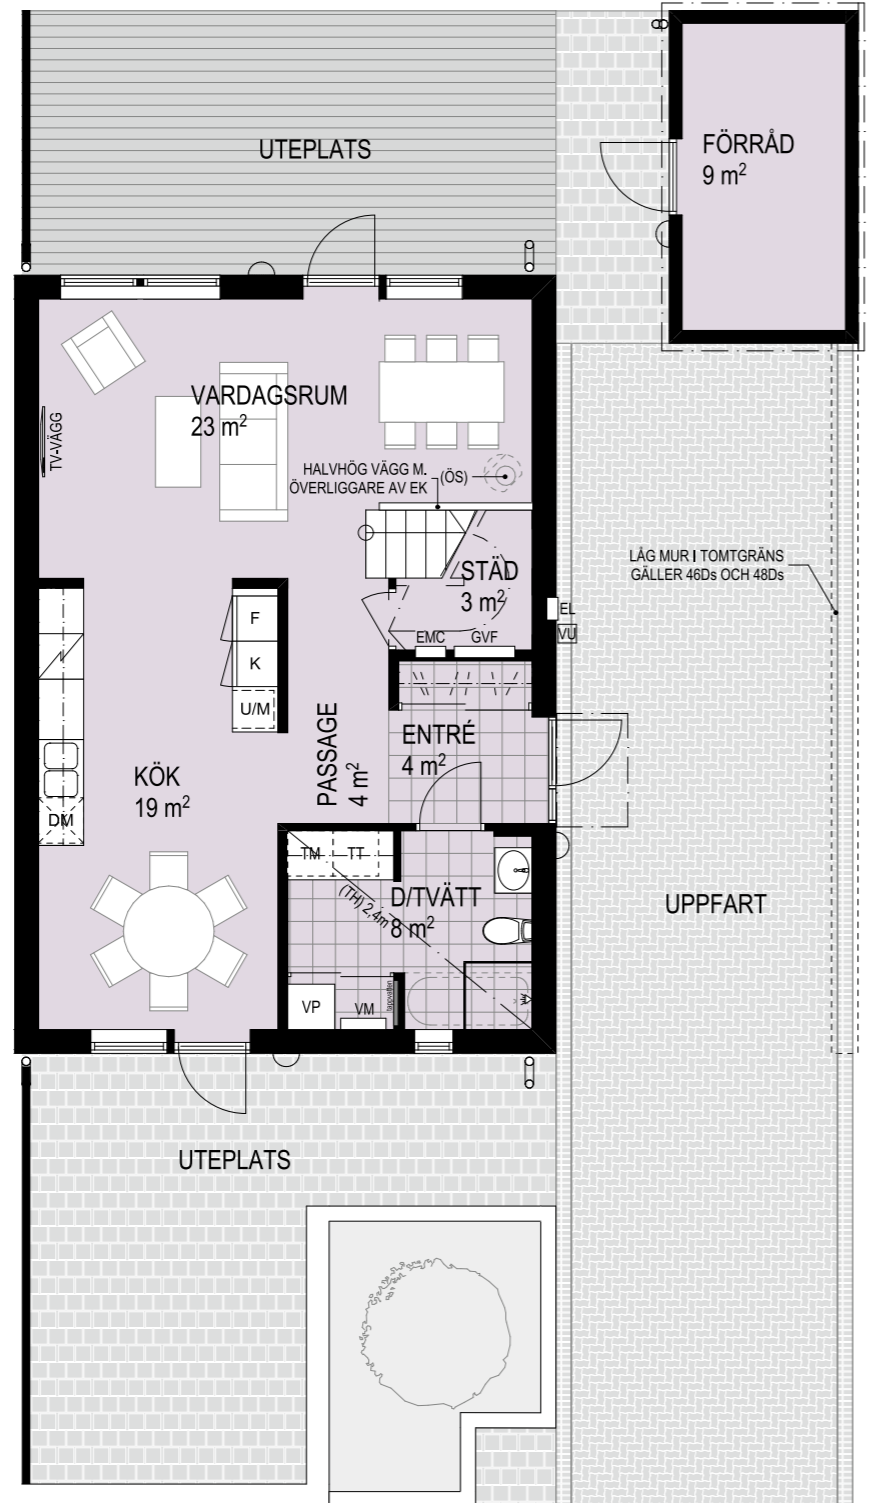 UTEPLATS
FÖRRÅD
9 m²
VARDAGSRUM
23 m²
TV-VÄGG
HALVHÖG VÄGG M.
ÖVERLIGGARE AV EK
(ÖS)
LÅG MUR I TOMTGRÄNS
GÄLLER 46Ds OCH 48Ds
STÄD
3 m²
EL
VU
EMC
GVF
F
K
U/M
PASSAGE
4 m²
ENTRÉ
4 m²
KÖK
19 m²
DM
TM
TT
(TH) 2,4m
D/TVÄTT
8 m²
UPPFART
VP
VM
UTEPLATS